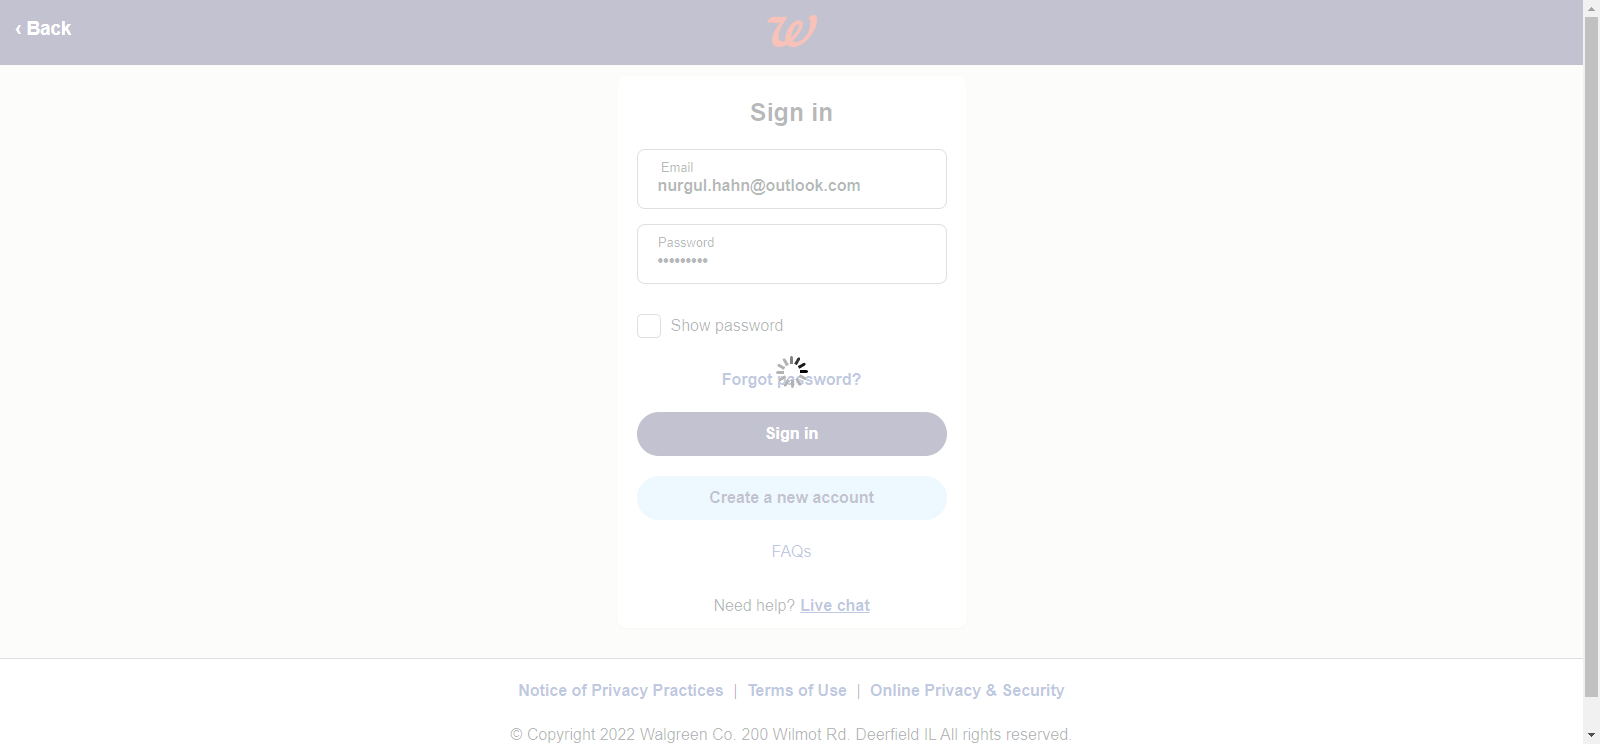 ‹ Back
Sign in
Email
nurgul.hahn@outlook.com
Password
•••••••••
Show password
Forgot password?
Sign in
Create a new account
FAQs
Need help? Live chat
Notice of Privacy Practices | Terms of Use | Online Privacy & Security
© Copyright 2022 Walgreen Co. 200 Wilmot Rd. Deerfield IL All rights reserved.